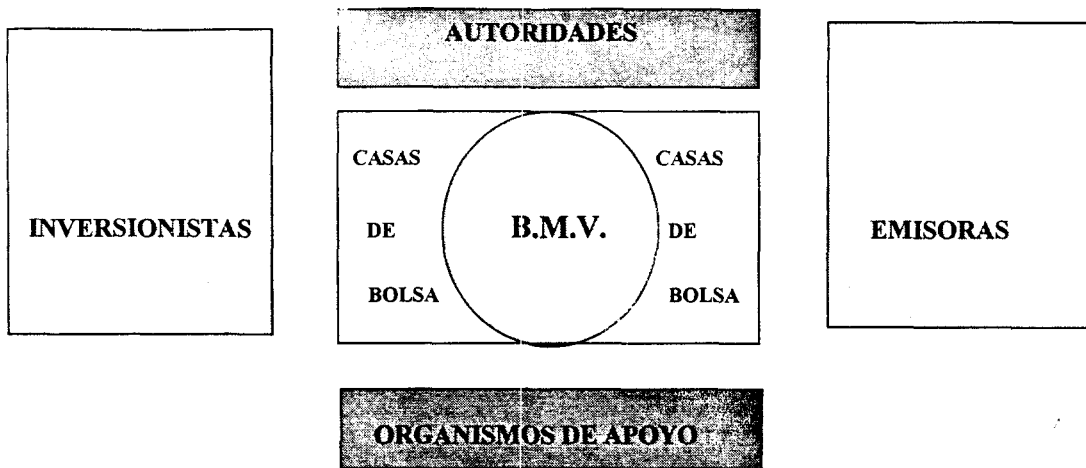 AUTORIDADES
CASAS
CASAS
INVERSIONISTAS
DE
B.M.V.
DE
EMISORAS
BOLSA
BOLSA
ORGANISMOS DE APOYO